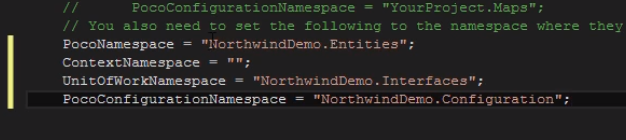 //      PocoConfigurationNamespace = "YourProject.Maps";
// You also need to set the following to the namespace where they
PocoNamespace = "NorthwindDemo.Entities";
ContextNamespace = "";
UnitOfWorkNamespace = "NorthwindDemo.Interfaces";
PocoConfigurationNamespace = "NorthwindDemo.Configuration";